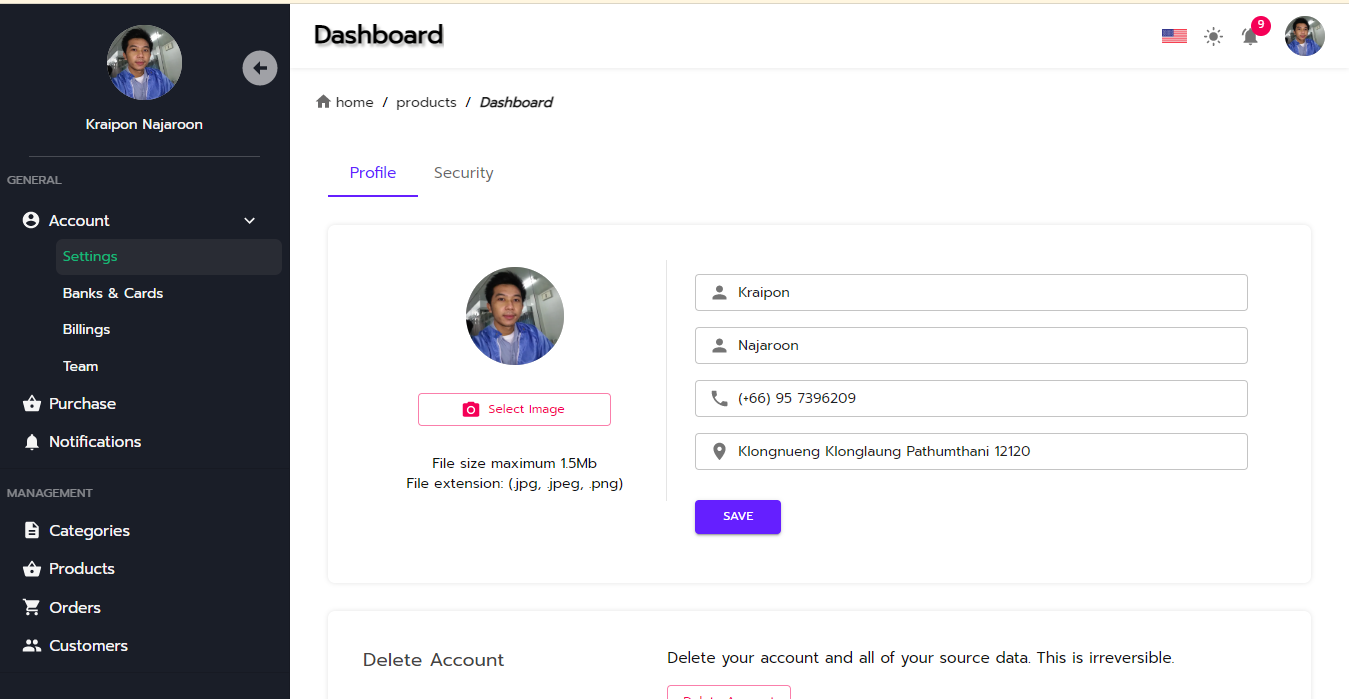 Kraipon Najaroon
GENERAL
Account
Settings
Banks & Cards
Billings
Team
Purchase
Notifications
MANAGEMENT
Categories
Products
Orders
Customers
Dashboard
9
home / products / Dashboard
Profile Security
Select Image
File size maximum 1.5Mb
File extension: (.jpg, .jpeg, .png)
Kraipon
Najaroon
(+66) 95 7396209
Klongnueng Klonglaung Pathumthani 12120
SAVE
Delete Account
Delete your account and all of your source data. This is irreversible.
Delete Account